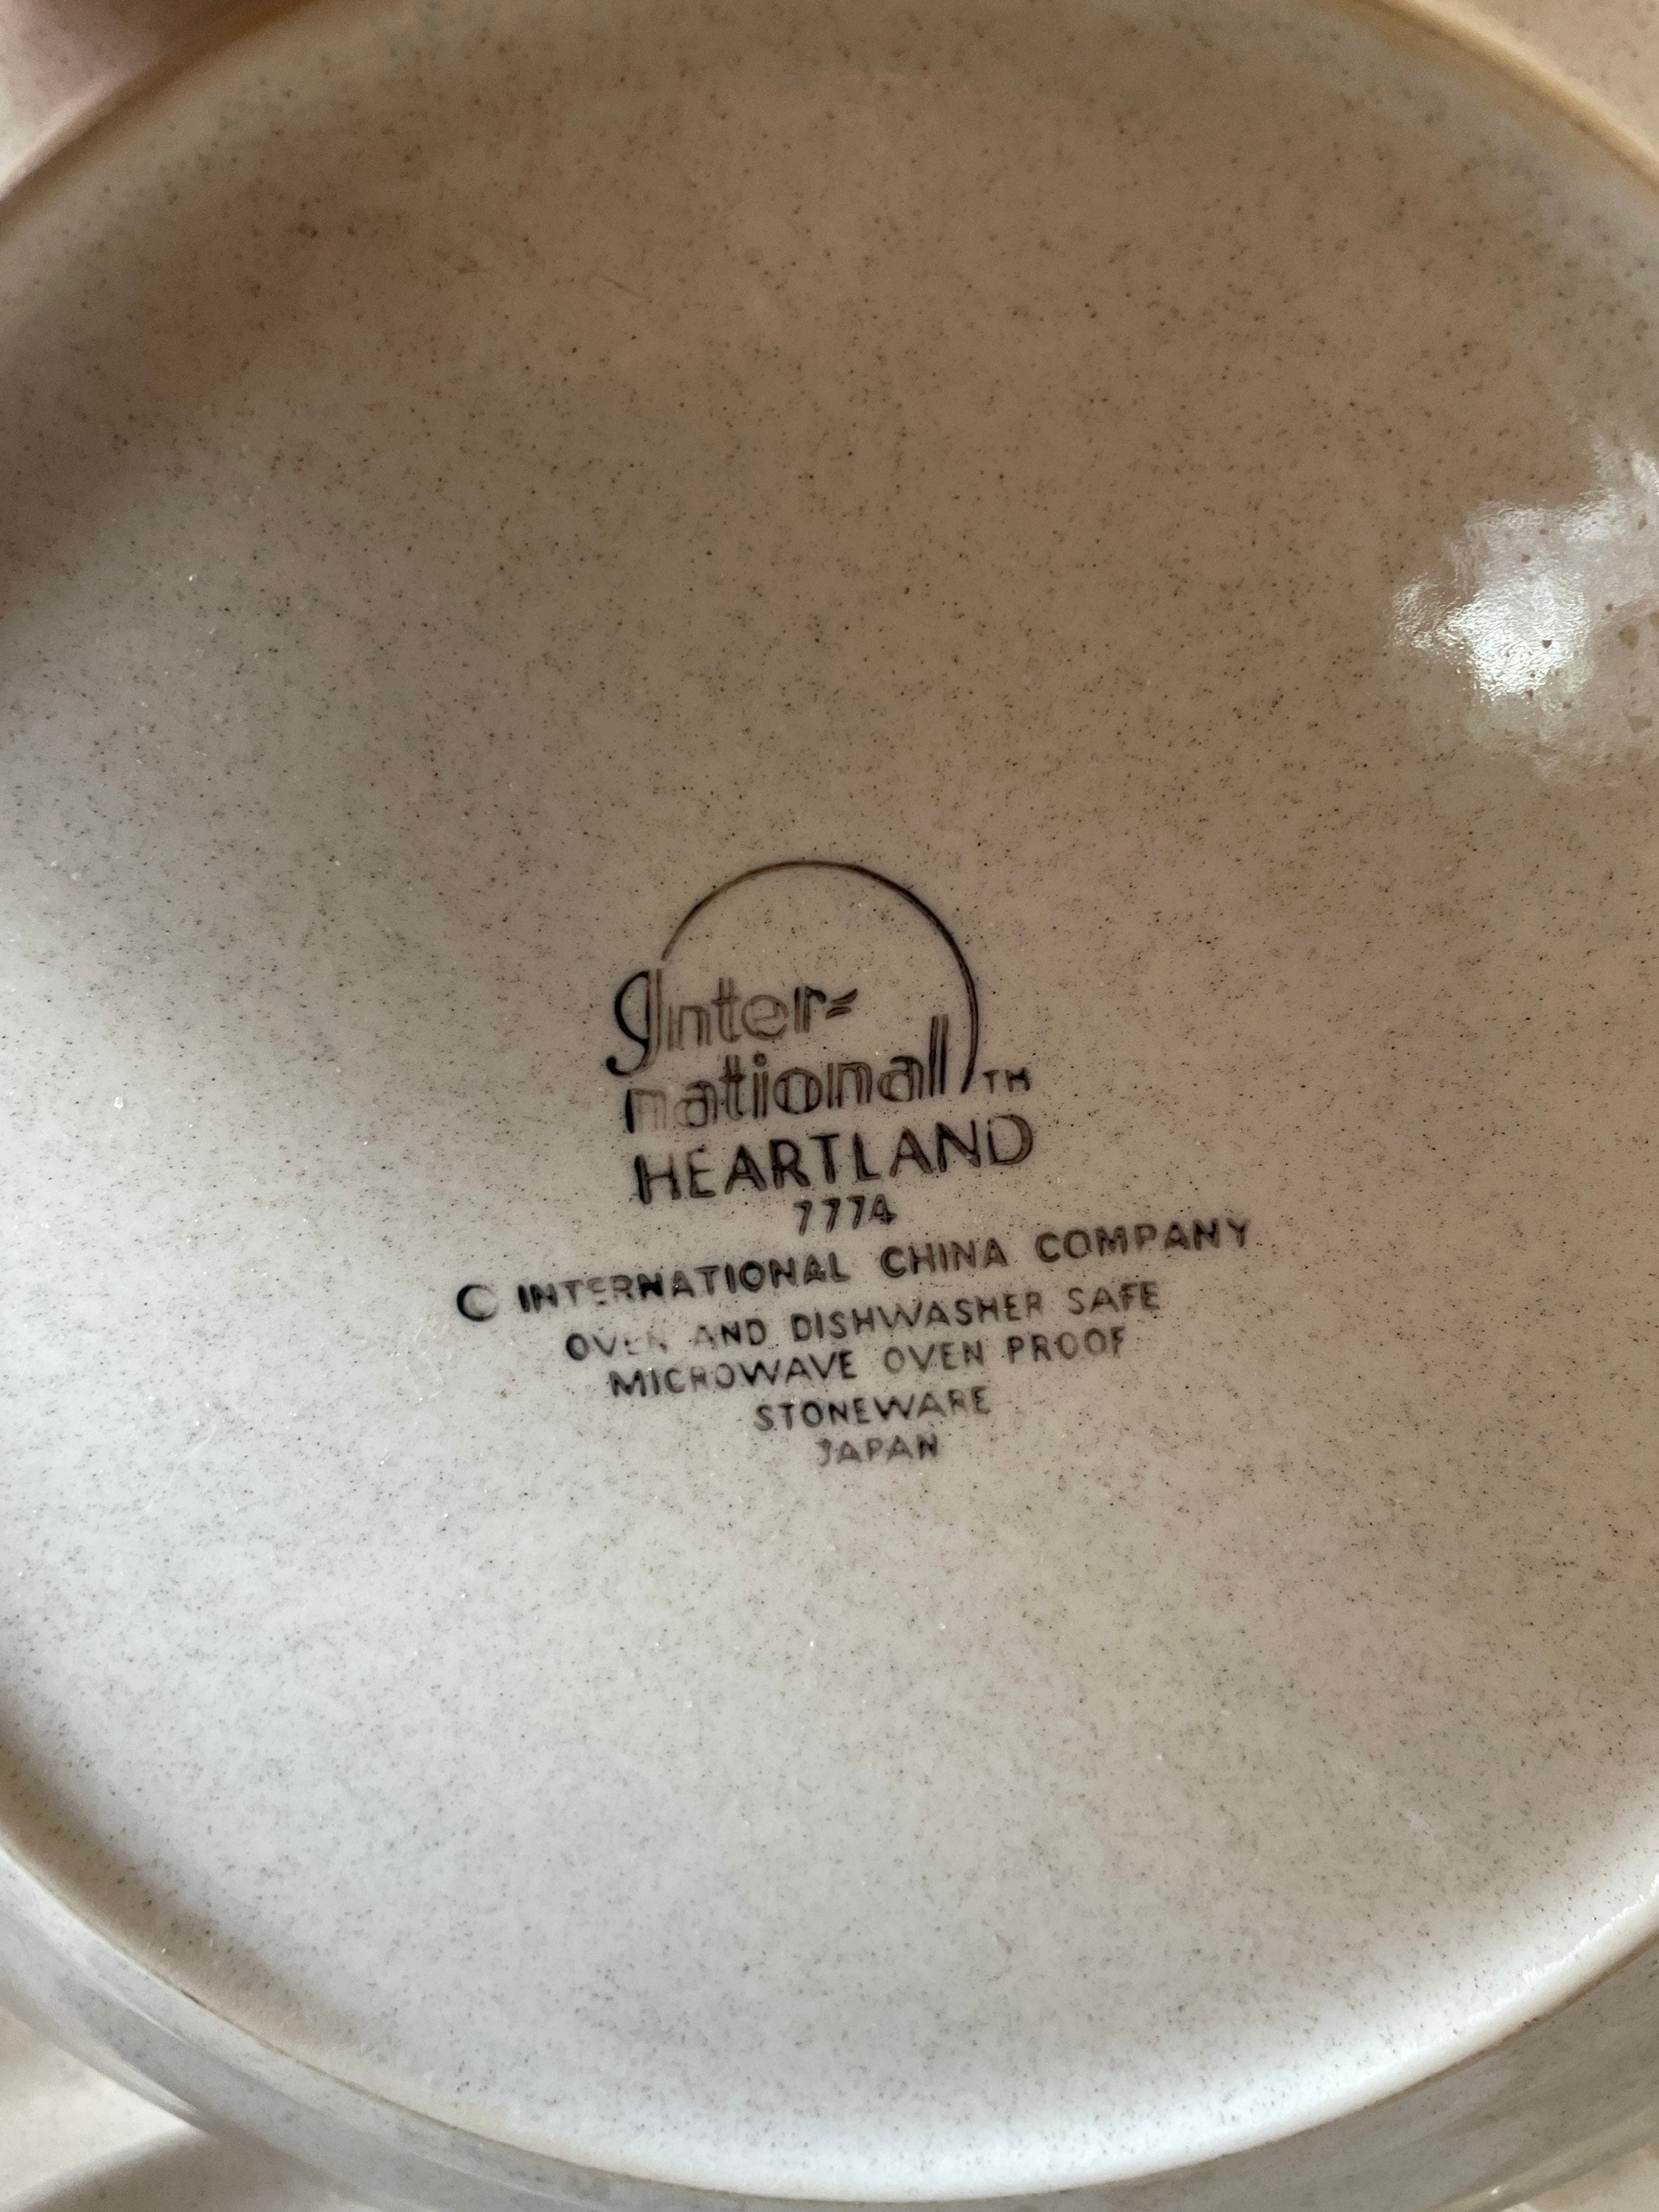 Inter=
national TM
HEARTLAND
7774
C INTERNATIONAL CHINA COMPANY
OVEN AND DISHWASHER SAFE
MICROWAVE OVEN PROOF
STONEWARE
JAPAN